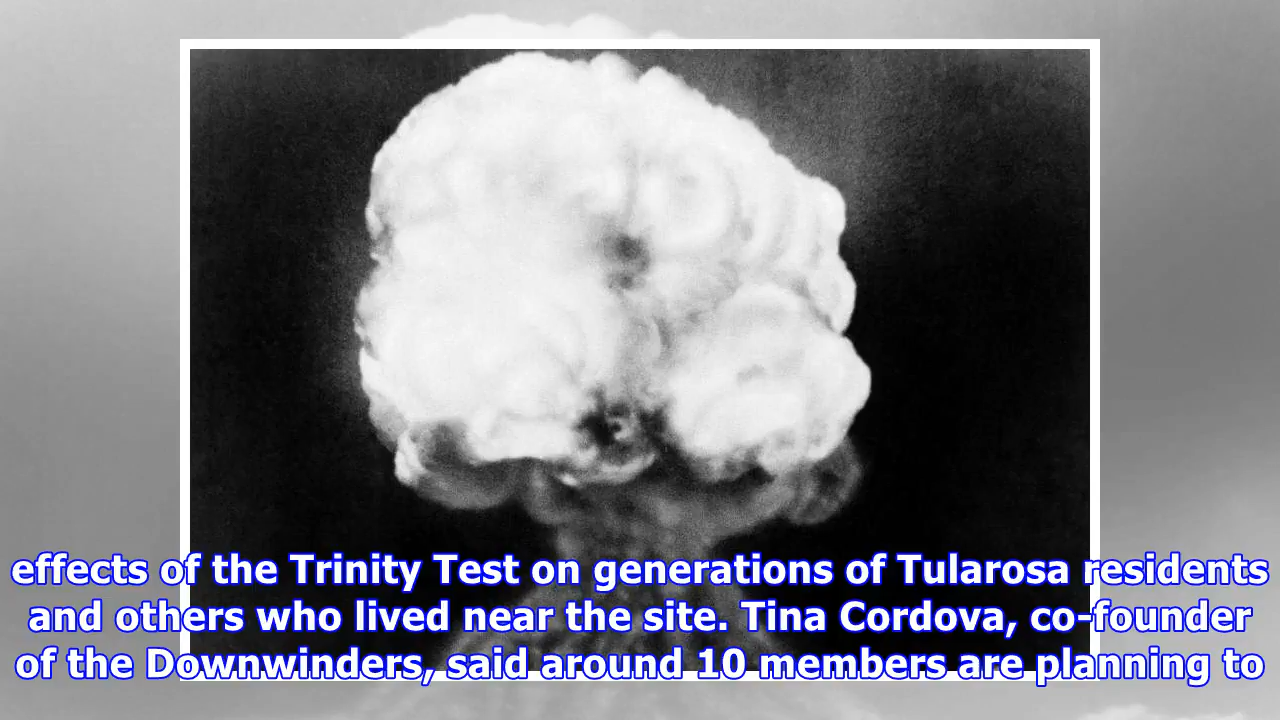 effects of the Trinity Test on generations of Tularosa residents
and others who lived near the site. Tina Cordova, co-founder
of the Downwinders, said around 10 members are planning to